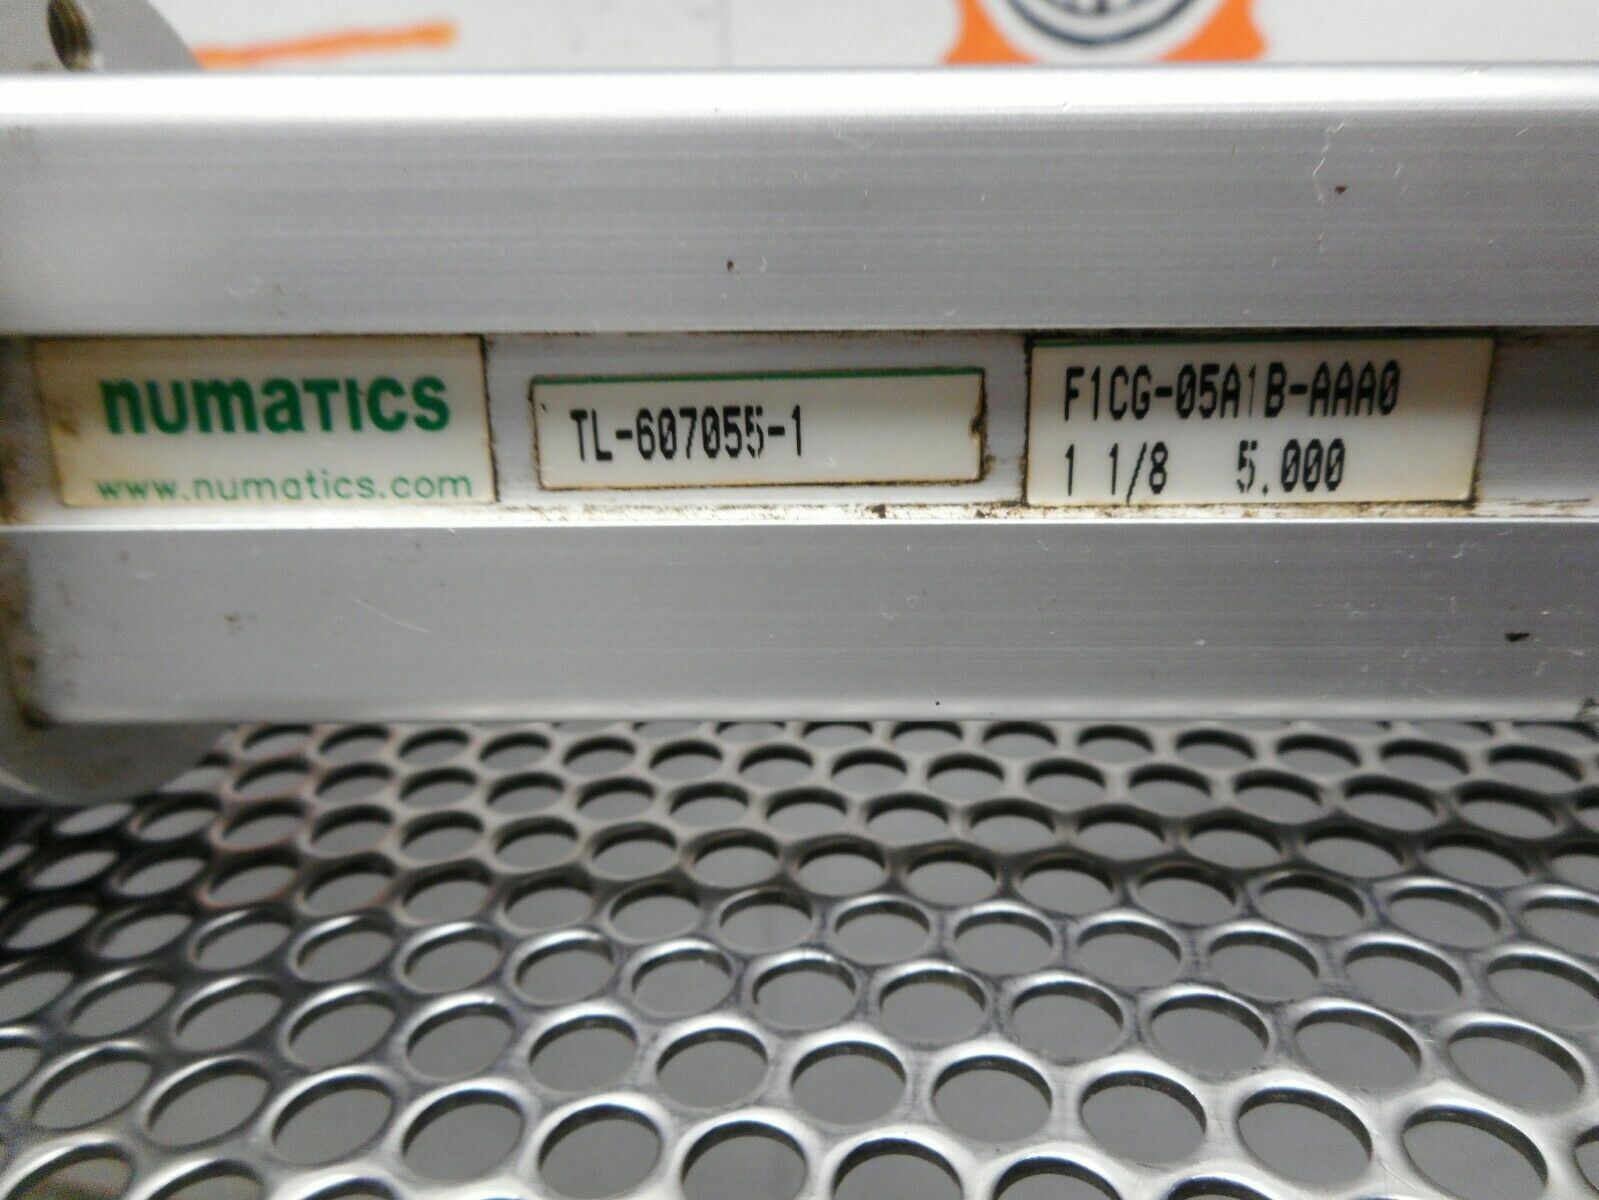 numatics
www.numatics.com
TL-607055-1
F1CG-05A1B-AAA0
1 1/8 5.000